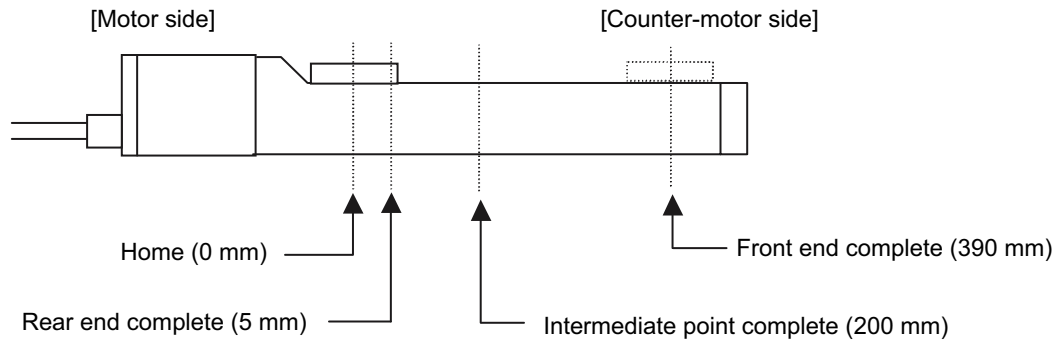 [Motor side]
[Counter-motor side]
Home (0 mm)
Front end complete (390 mm)
Rear end complete (5 mm)
Intermediate point complete (200 mm)